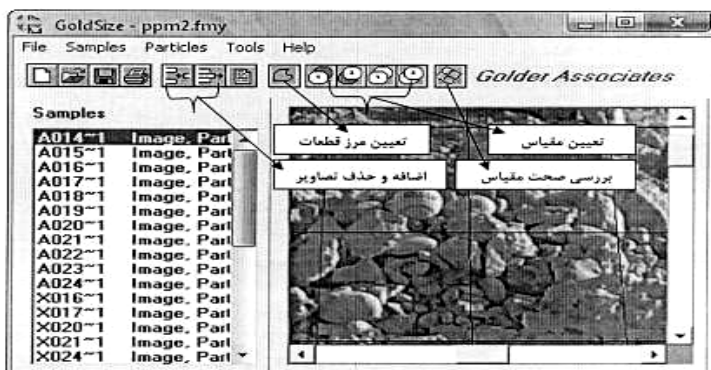 GoldSize - ppm2.fmy
File Samples Particles Tools Help
Golder Associates
Samples
A014~1 Image, Part
A015~1 Image, Part
A016~1 Image, Part
A017~1 Image, Part
A018~1 Image, Part
A019~1 Image, Part
A020~1 Image, Part
A021~1 Image, Part
A022~1 Image, Part
A023~1 Image, Part
A024~1 Image, Part
X016~1 Image, Part
X017~1 Image, Part
X020~1 Image, Part
X021~1 Image, Part
X024~1 Image, Part
تعیین مرز قطعات
تعیین مقیاس
اضافه و حذف تصاویر
بررسی صحت مقیاس